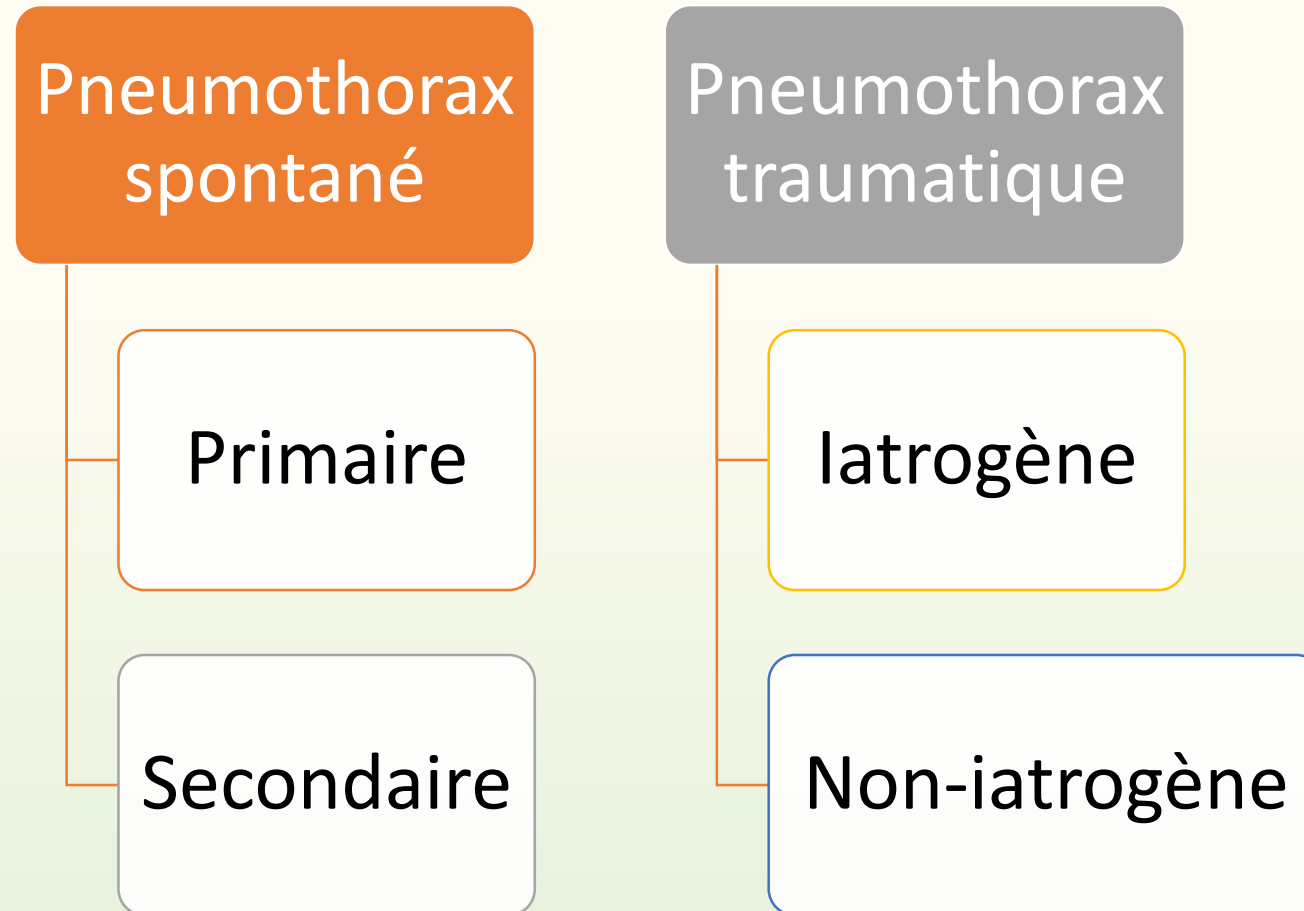 Pneumothorax
spontané
Primaire
Secondaire
Pneumothorax
traumatique
Iatrogène
Non-iatrogène